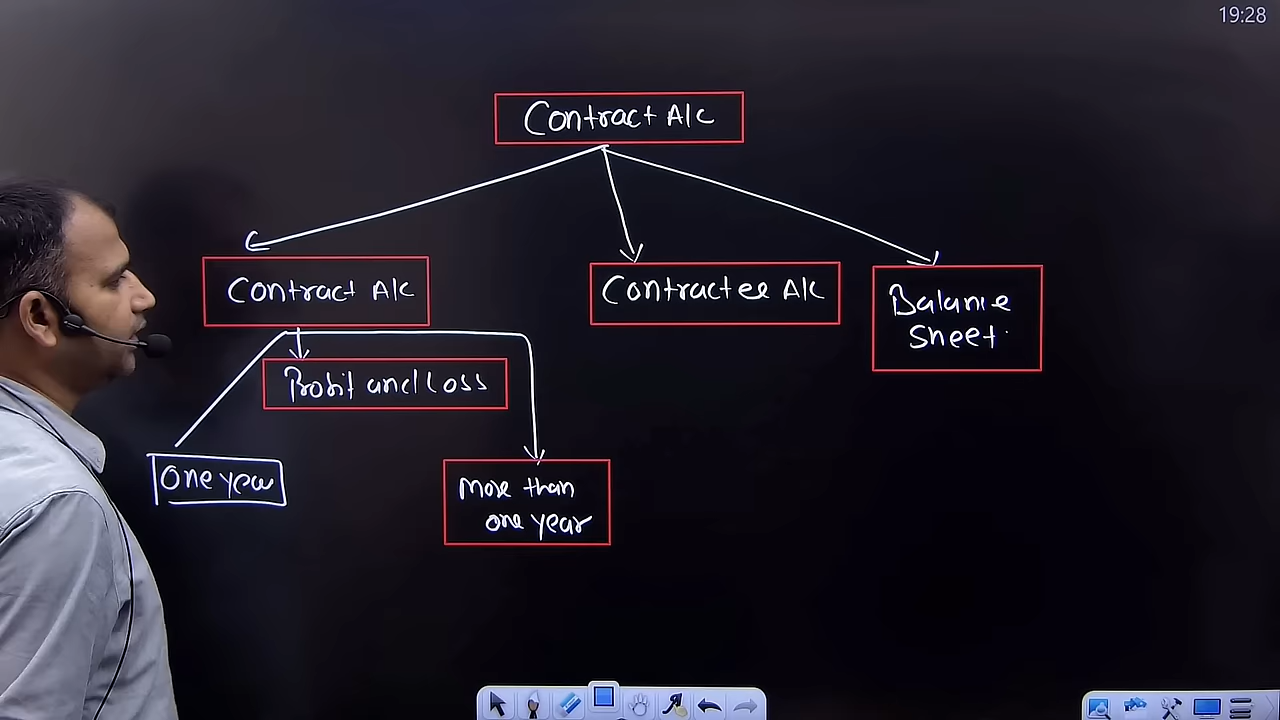 19:28
Contract A/c
Contract A/c
Contractee A/c
Balance
Sheet
Profit and Loss
One year
More than
one year